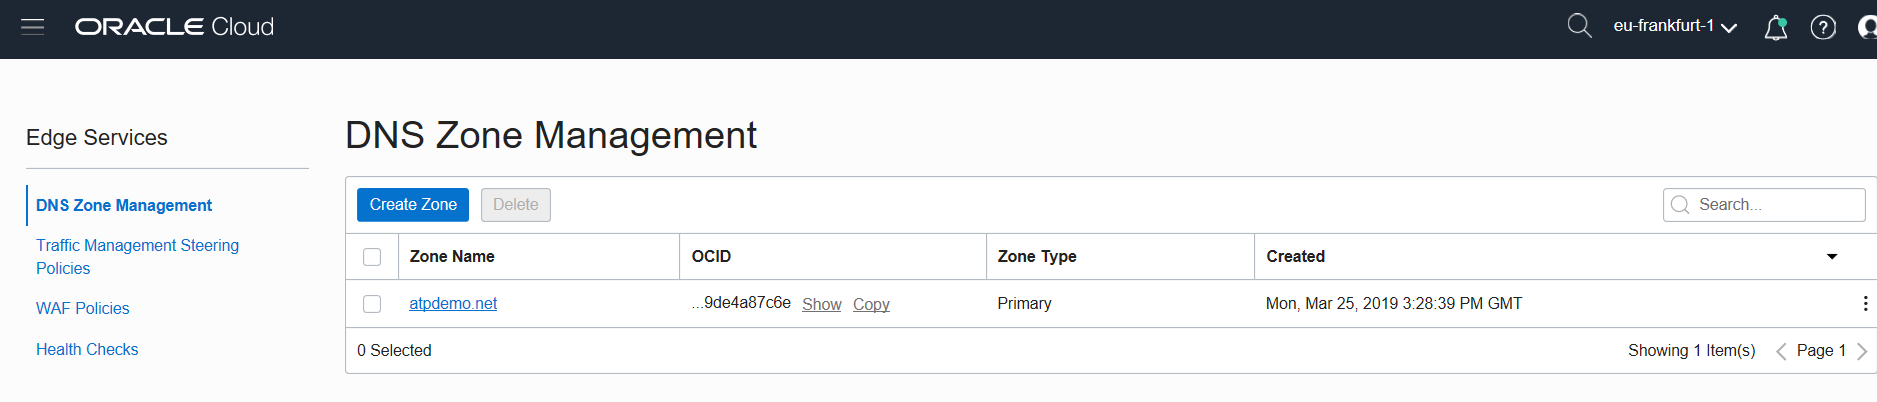 ORACLE Cloud
eu-frankfurt-1
Edge Services
DNS Zone Management
Traffic Management Steering
Policies
WAF Policies
Health Checks
DNS Zone Management
Create Zone Delete
Search...
Zone Name OCID Zone Type Created
atpdemo.net ...9de4a87c6e Show Copy Primary Mon, Mar 25, 2019 3:28:39 PM GMT
0 Selected Showing 1 Item(s) Page 1